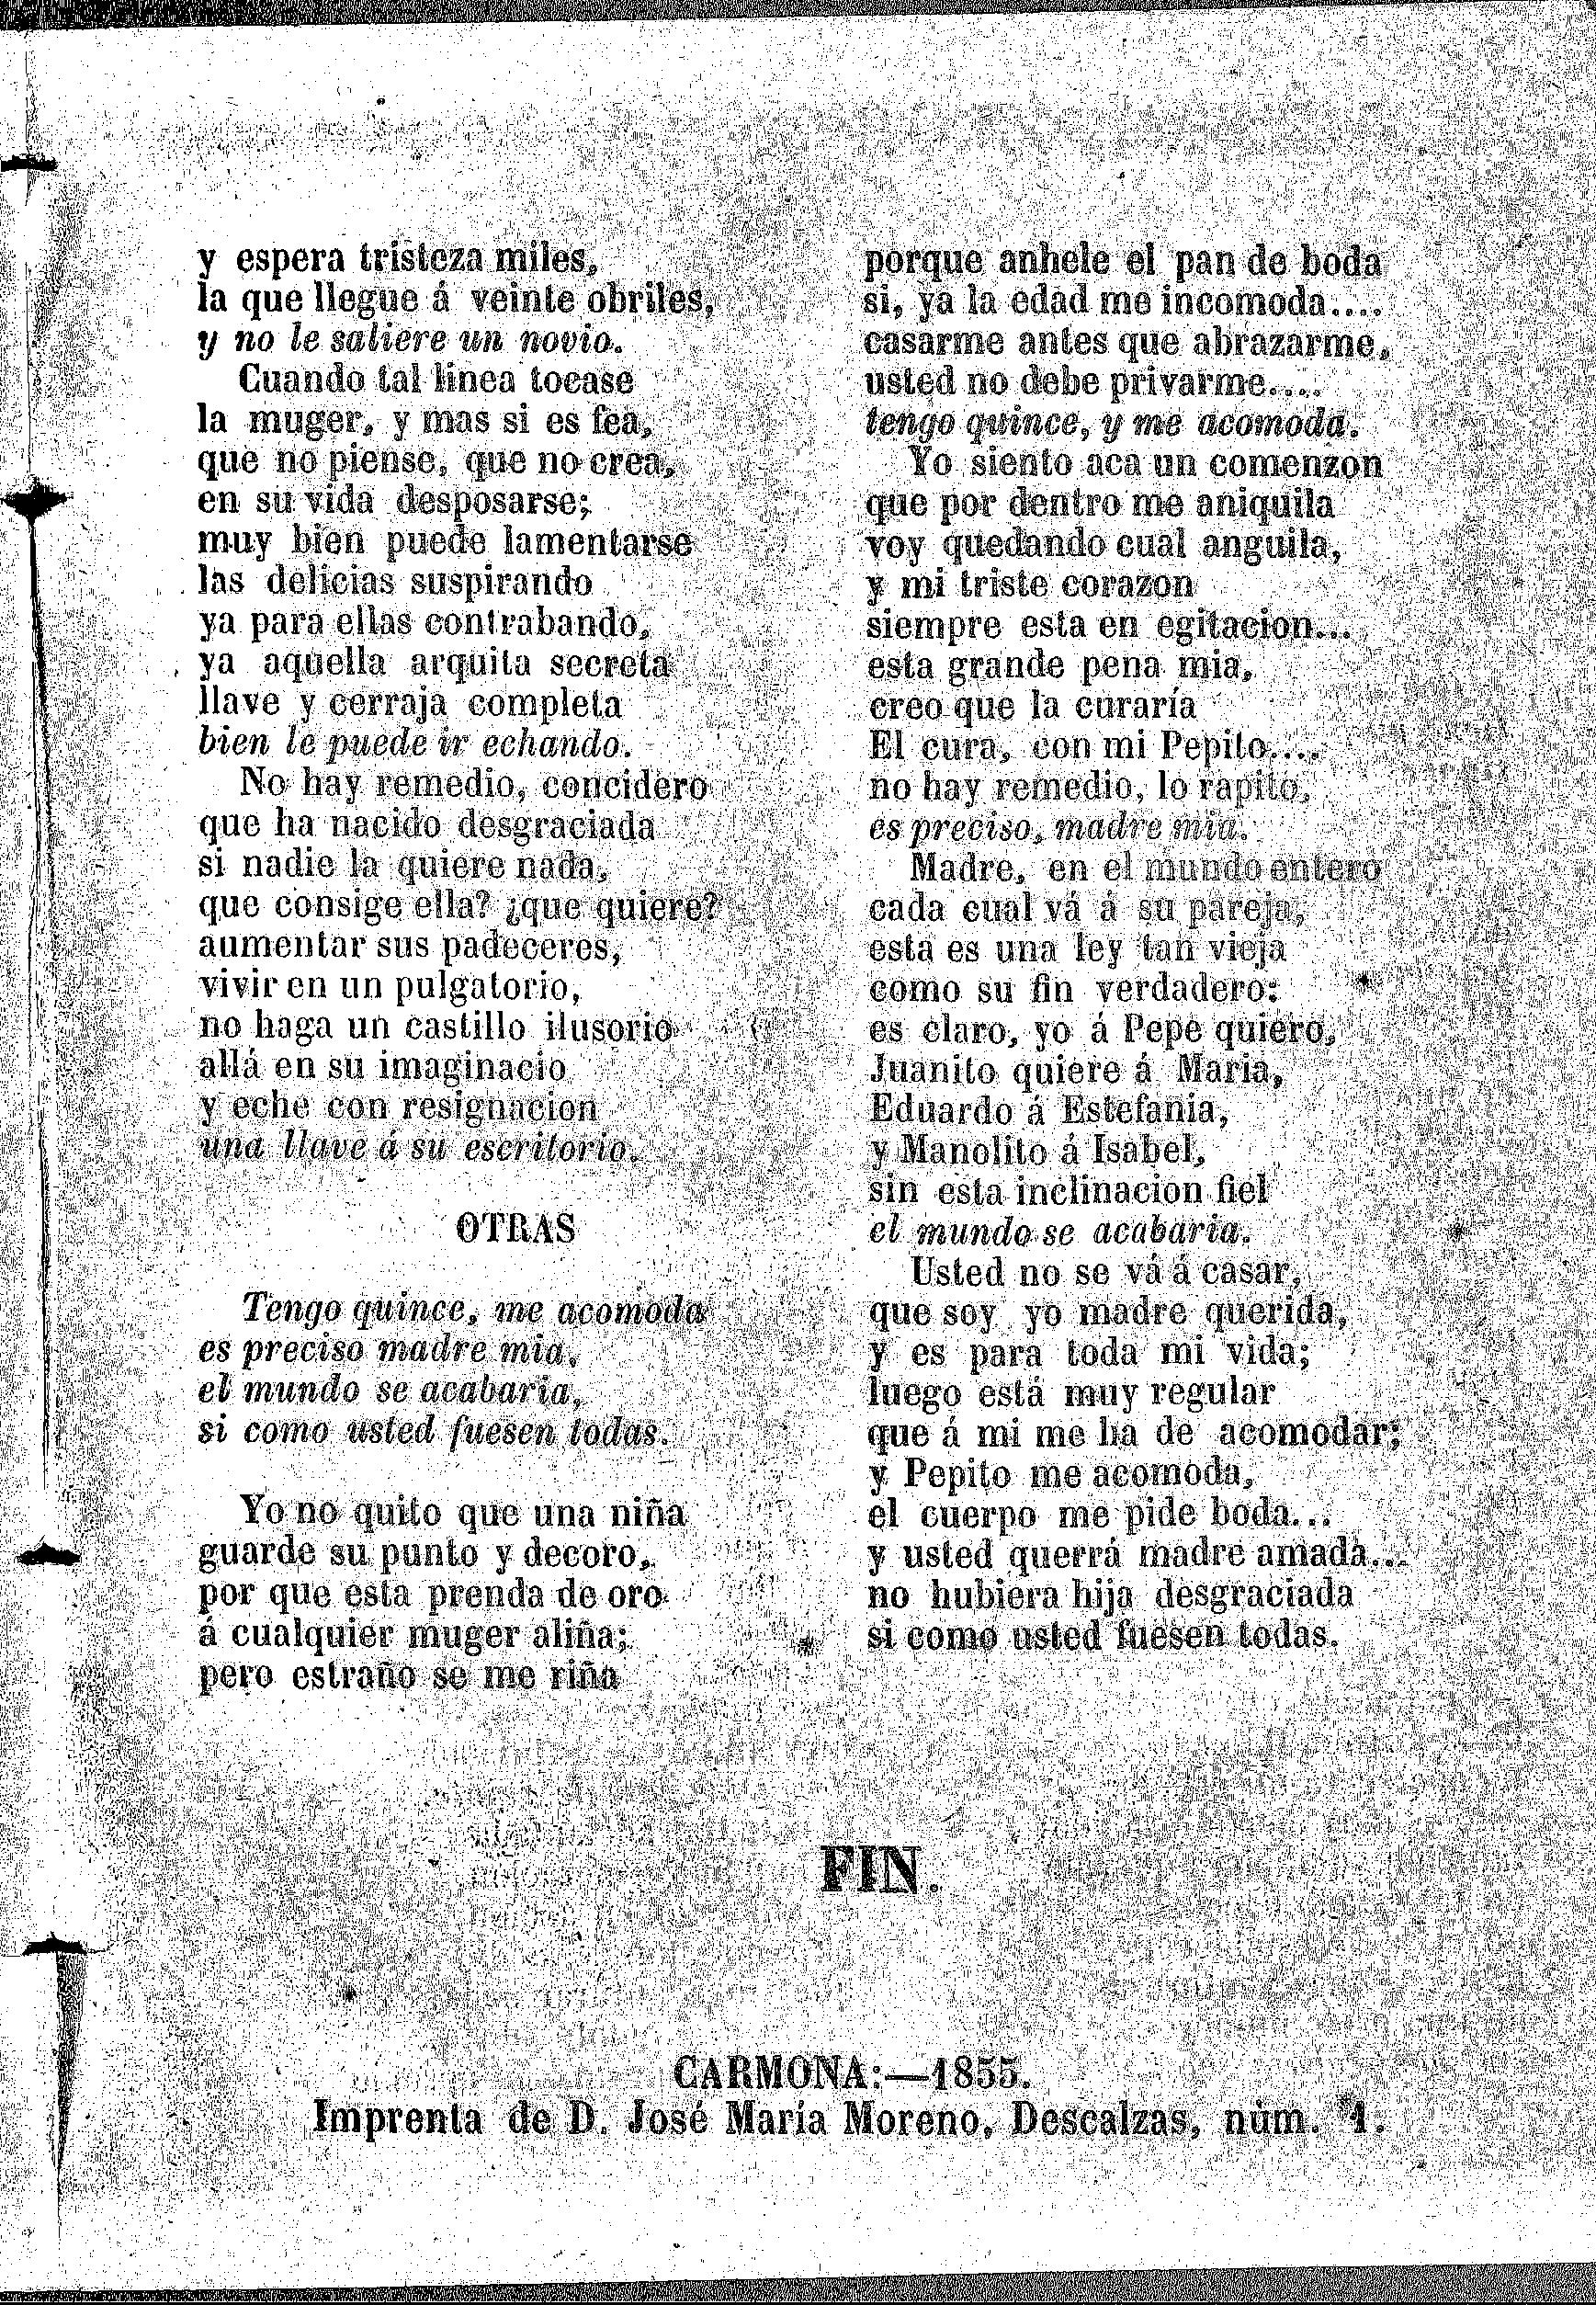 y espera tristeza miles,
la que llegue á veinte obriles,
y no le saliere un novio.
Cuando tal linea tocase
la muger, y mas si es fea,
que no piense, que no crea,
en su vida desposarse;
muy bien puede lamentarse
las delicias suspirando
ya para ellas contrabando,
ya aquella arquita secreta
llave y cerraja completa
bien le puede ir echando.
No hay remedio, concidero
que ha nacido desgraciada
si nadie la quiere nada,
que consige ella? ¿que quiere?
aumentar sus padeceres,
vivir en un pulgatorio,
no haga un castillo ilusorio
allá en su imaginacio
y eche con resignacion
una llave á su escritorio.
OTRAS
Tengo quince, me acomoda
es preciso madre mia,
el mundo se acabaria,
si como usted fuesen todas.
Yo no quito que una niña
guarde su punto y decoro,
por que esta prenda de oro
á cualquier muger aliña;
pero estraño se me riña
porque anhele el pan de boda
si, ya la edad me incomoda....
casarme antes que abrazarme,
usted no debe privarme....
tengo quince, y me acomoda.
Yo siento aca un comenzon
que por dentro me aniquila
voy quedando cual anguila,
y mi triste corazon
siempre esta en egitacion...
esta grande pena mia,
creo que la curaría
El cura, con mi Pepito....
no hay remedio, lo rapito,
es preciso, madre mia.
Madre, en el mundo entero
cada cual vá á su pareja,
esta es una ley tan vieja
como su fin verdadero:
es claro, yo á Pepe quiero,
Juanito quiere á Maria,
Eduardo á Estefania,
y Manolito á Isabel,
sin esta inclinacion fiel
el mundo se acabaria.
Usted no se vá á casar,
que soy yo madre querida,
y es para toda mi vida;
luego está muy regular
que á mi me ha de acomodar;
y Pepito me acomoda,
el cuerpo me pide boda...
y usted querrá madre amada...
no hubiera hija desgraciada
si como usted fuesen todas.
FIN.
CARMONA:—1855.
Imprenta de D. José María Moreno, Descalzas, núm. 1.